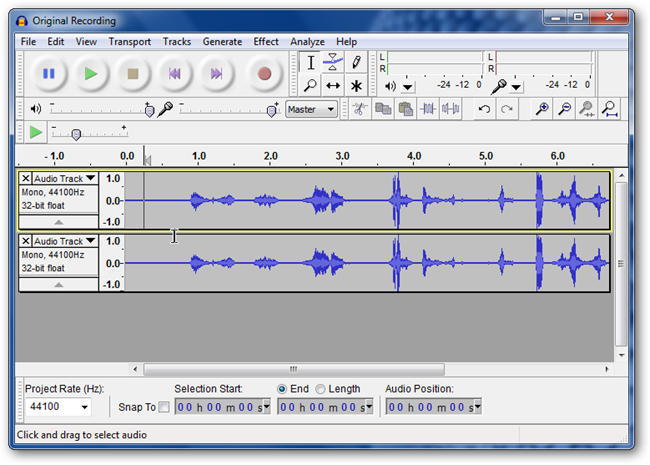 Original Recording
File Edit View Transport Tracks Generate Effect Analyze Help
L
R
-24 -12 0
L
R
-24 -12 0
Master
- +
- +
- +
- 1.0 0.0 1.0 2.0 3.0 4.0 5.0 6.0
X Audio Track
Mono, 44100Hz
32-bit float
1.0
0.0
-1.0
X Audio Track
Mono, 44100Hz
32-bit float
1.0
0.0
-1.0
Project Rate (Hz):
44100
Snap To
Selection Start:
00 h 00 m 00 s
End Length
00 h 00 m 00 s
Audio Position:
00 h 00 m 00 s
Click and drag to select audio